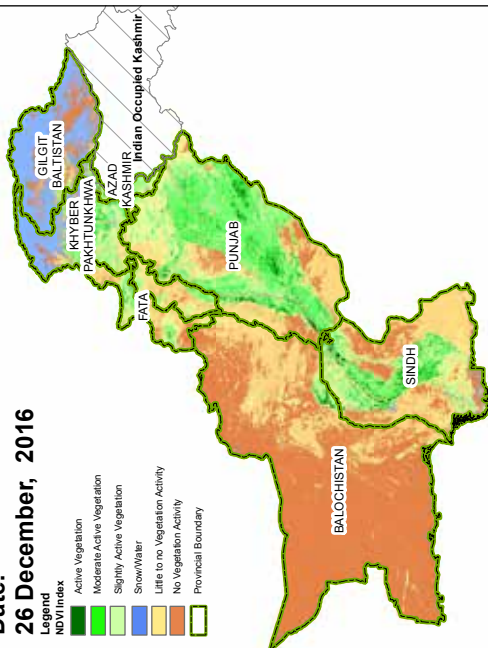 Date:
26 December, 2016
Legend
NDVI Index
Active Vegetation
Moderate Active Vegetation
Slightly Active Vegetation
Snow/Water
Little to no Vegetation Activity
No Vegetation Activity
Provincial Boundary
GILGIT
BALTISTAN
KHYBER
PAKHTUNKHWA
AZAD
KASHMIR
Indian Occupied Kashmir
FATA
PUNJAB
BALOCHISTAN
SINDH